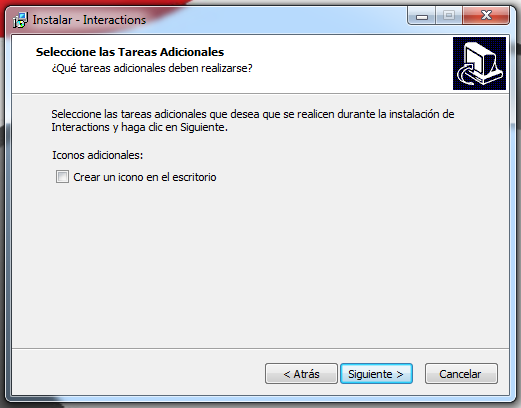 Instalar - Interactions
Seleccione las Tareas Adicionales
¿Qué tareas adicionales deben realizarse?
Seleccione las tareas adicionales que desea que se realicen durante la instalación de
Interactions y haga clic en Siguiente.
Iconos adicionales:
Crear un icono en el escritorio
< Atrás
Siguiente >
Cancelar